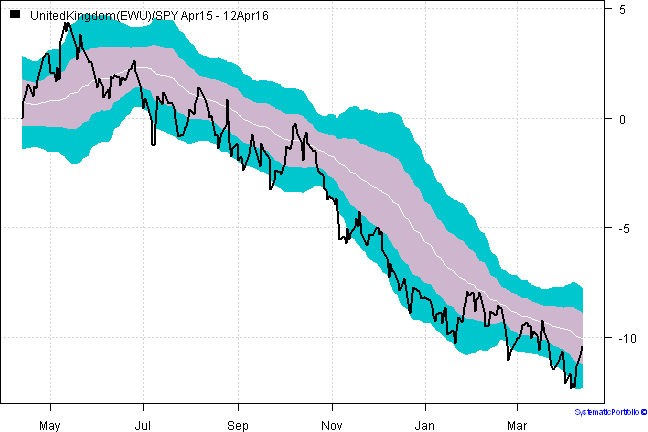 UnitedKingdom(EWU)/SPY Apr15 - 12Apr16
5
0
-5
-10
May Jul Sep Nov Jan Mar
SystematicPortfolio ©